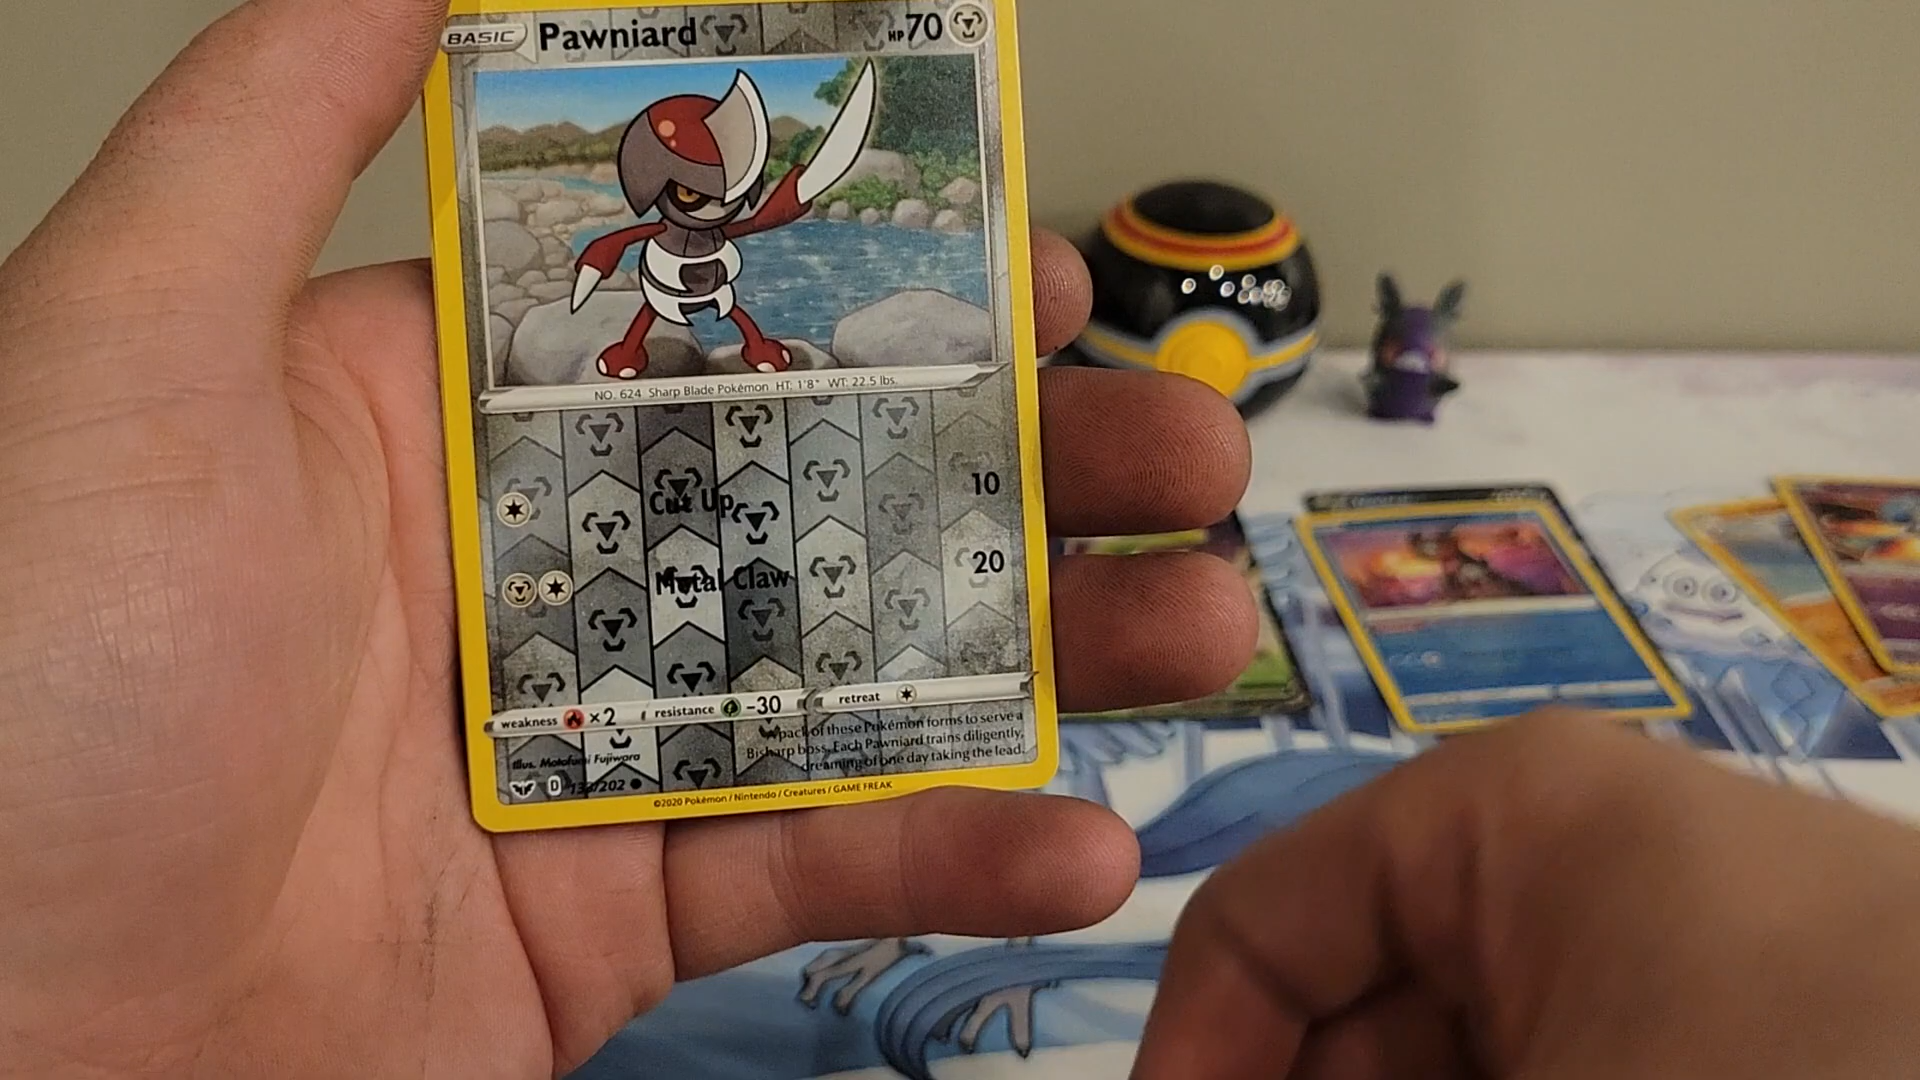 BASIC Pawniard HP 70
NO. 624 Sharp Blade Pokémon HT: 1'8" WT: 22.5 lbs.
Cut Up 10
Metal Claw 20
weakness ×2 resistance -30 retreat
A pack of these Pokémon forms to serve a
Bisharp boss. Each Pawniard trains diligently,
dreaming of one day taking the lead.
Illus. Motofumi Fujiwara
D /202
©2020 Pokémon / Nintendo / Creatures / GAME FREAK